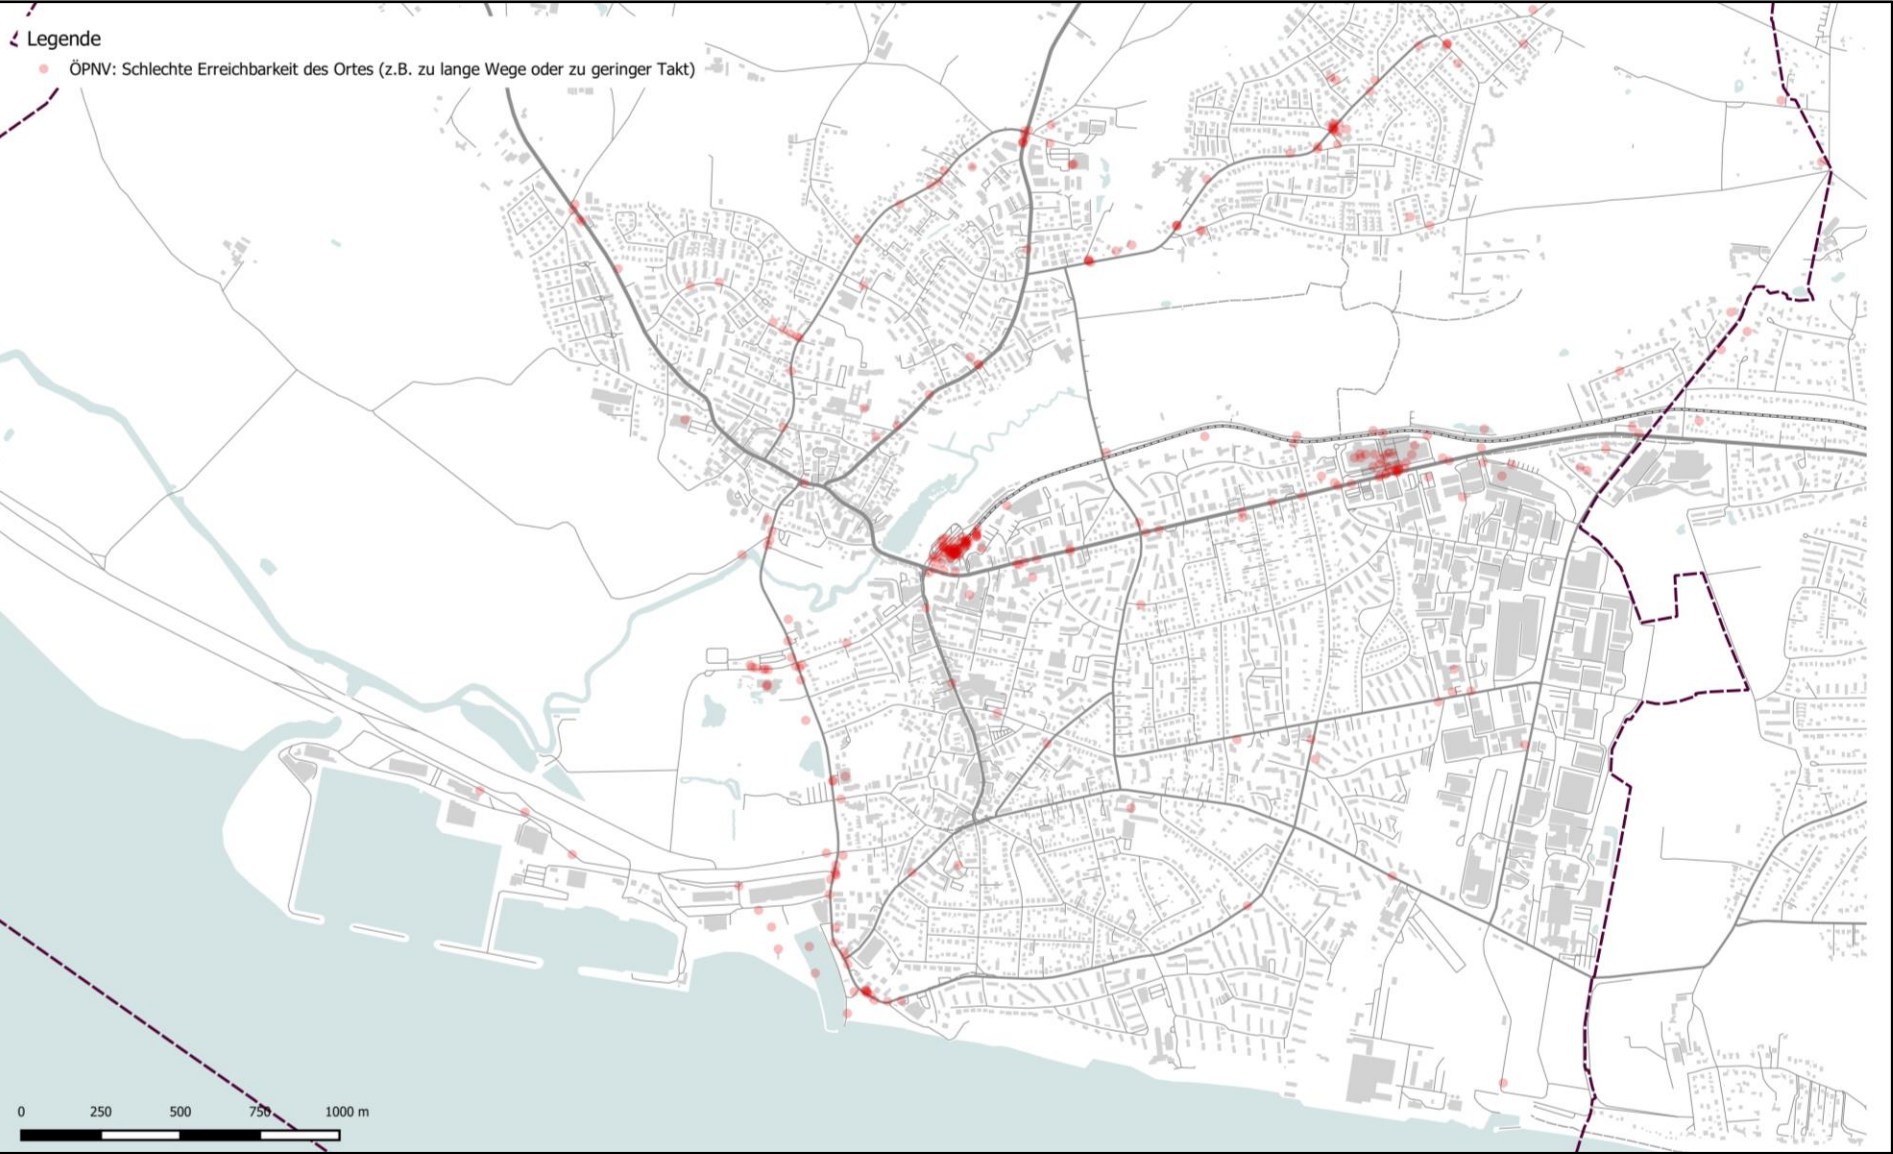 Legende
ÖPNV: Schlechte Erreichbarkeit des Ortes (z.B. zu lange Wege oder zu geringer Takt)
0 250 500 750 1000 m